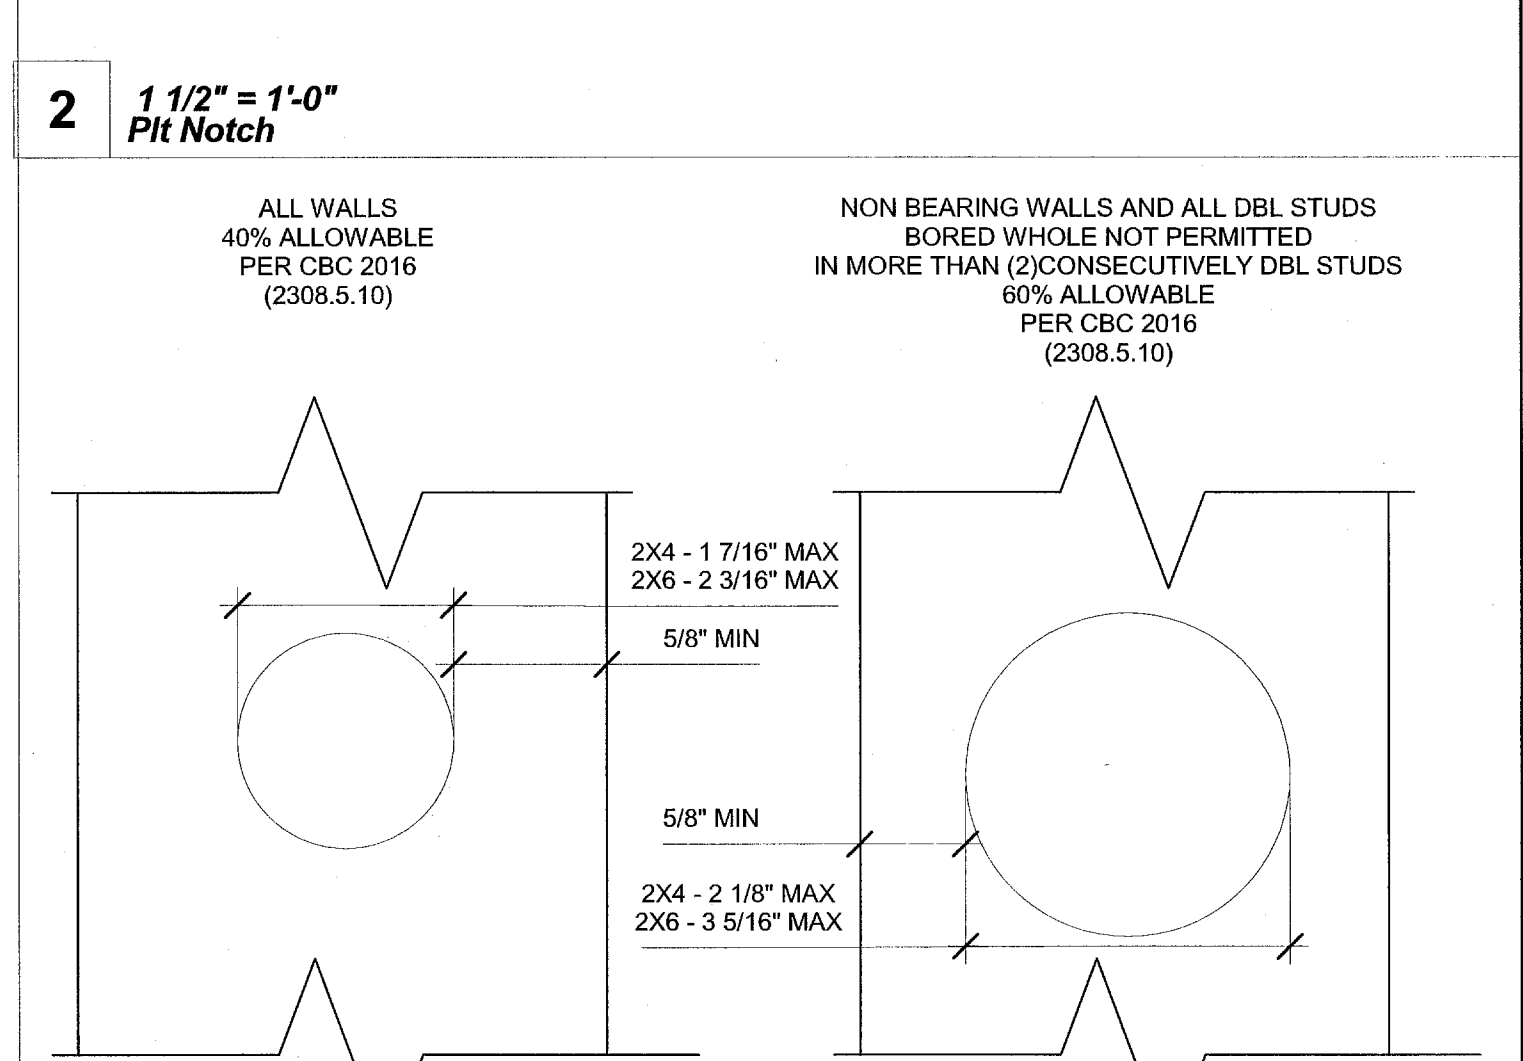 2
1 1/2" = 1'-0"
Plt Notch
ALL WALLS
40% ALLOWABLE
PER CBC 2016
(2308.5.10)
NON BEARING WALLS AND ALL DBL STUDS
BORED WHOLE NOT PERMITTED
IN MORE THAN (2)CONSECUTIVELY DBL STUDS
60% ALLOWABLE
PER CBC 2016
(2308.5.10)
2X4 - 1 7/16" MAX
2X6 - 2 3/16" MAX
5/8" MIN
5/8" MIN
2X4 - 2 1/8" MAX
2X6 - 3 5/16" MAX